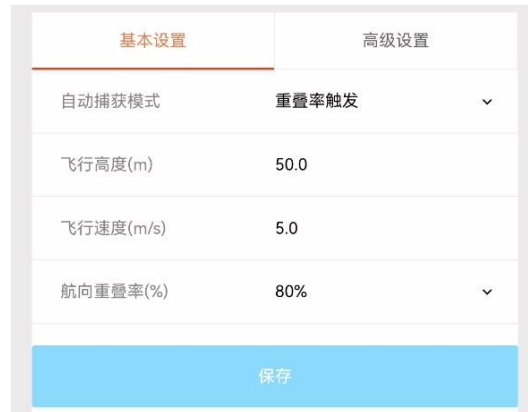 基本设置 高级设置
自动捕获模式 重叠率触发
飞行高度(m) 50.0
飞行速度(m/s) 5.0
航向重叠率(%) 80%
保存